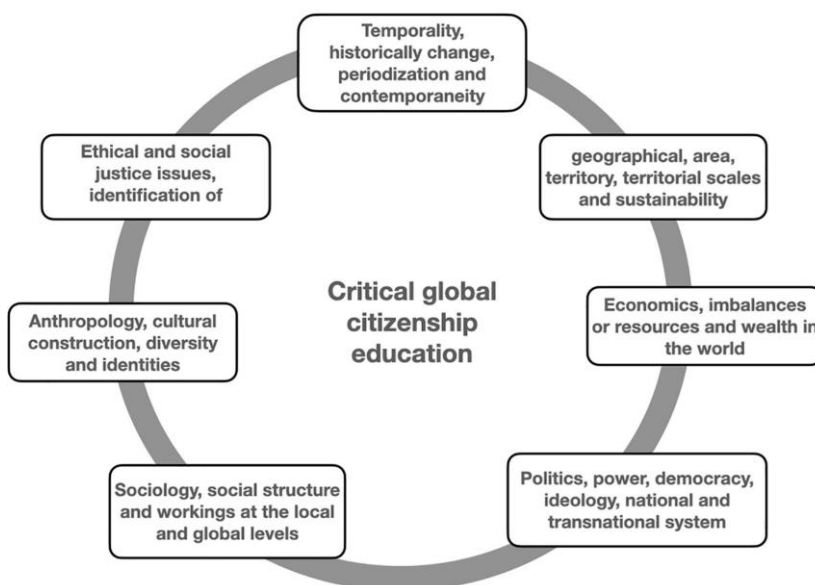 Temporality,
historically change,
periodization and
contemporaneity
Ethical and social
justice issues,
identification of
geographical, area,
territory, territorial scales
and sustainability
Critical global
citizenship
education
Anthropology, cultural
construction, diversity
and identities
Economics, imbalances
or resources and wealth in
the world
Sociology, social structure
and workings at the local
and global levels
Politics, power, democracy,
ideology, national and
transnational system